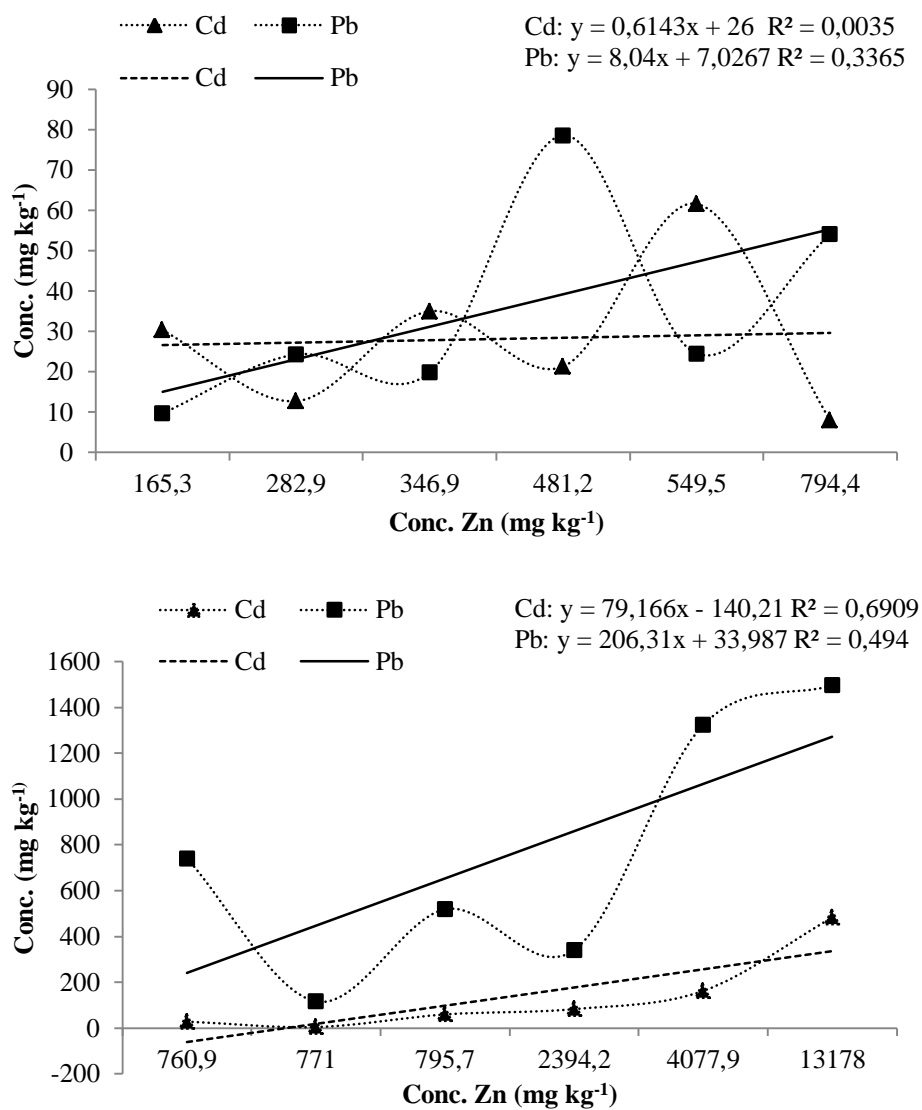 Cd Pb
Cd Pb
Cd: y = 0,6143x + 26 R² = 0,0035
Pb: y = 8,04x + 7,0267 R² = 0,3365
Conc. (mg kg⁻¹)
90
80
70
60
50
40
30
20
10
0
165,3 282,9 346,9 481,2 549,5 794,4
Conc. Zn (mg kg⁻¹)
Cd Pb
Cd Pb
Cd: y = 79,166x - 140,21 R² = 0,6909
Pb: y = 206,31x + 33,987 R² = 0,494
Conc. (mg kg⁻¹⁾
1600
1400
1200
1000
800
600
400
200
0
-200
760,9 771 795,7 2394,2 4077,9 13178
Conc. Zn (mg kg⁻¹)